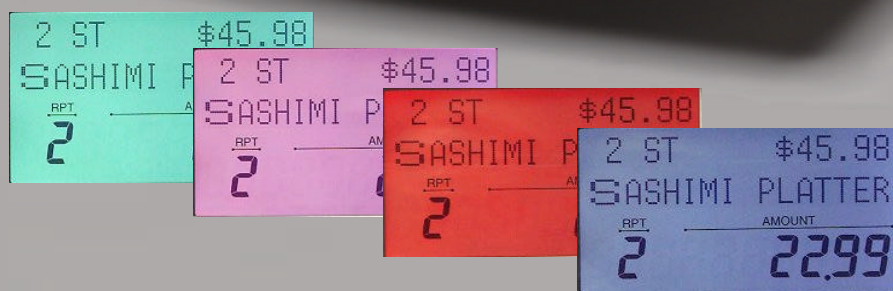 2 ST $45.98
SASHIMI P
RPT A
2
2 ST $45.98
SASHIMI P
RPT AM
2
2 ST $45.98
SASHIMI P
RPT A
2
2 ST $45.98
SASHIMI PLATTER
RPT AMOUNT
2 22.99